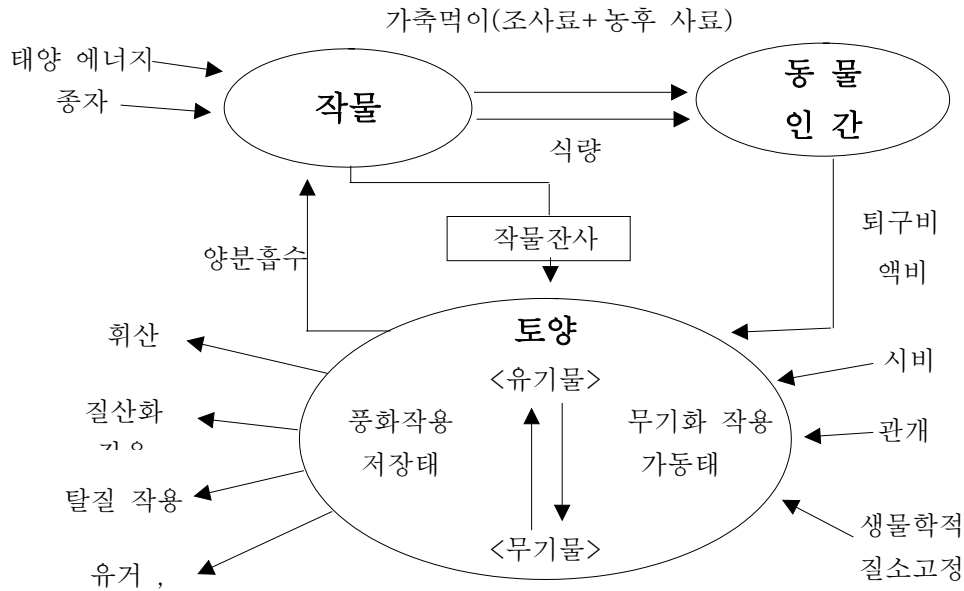 가축먹이(조사료+농후 사료)
태양 에너지
종자
작물
동 물
인 간
식량
작물잔사
퇴구비
액비
양분흡수
토양
<유기물>
풍화작용
저장태
무기화 작용
가동태
<무기물>
휘산
질산화
탈질 작용
유거 ,
시비
관개
생물학적
질소고정